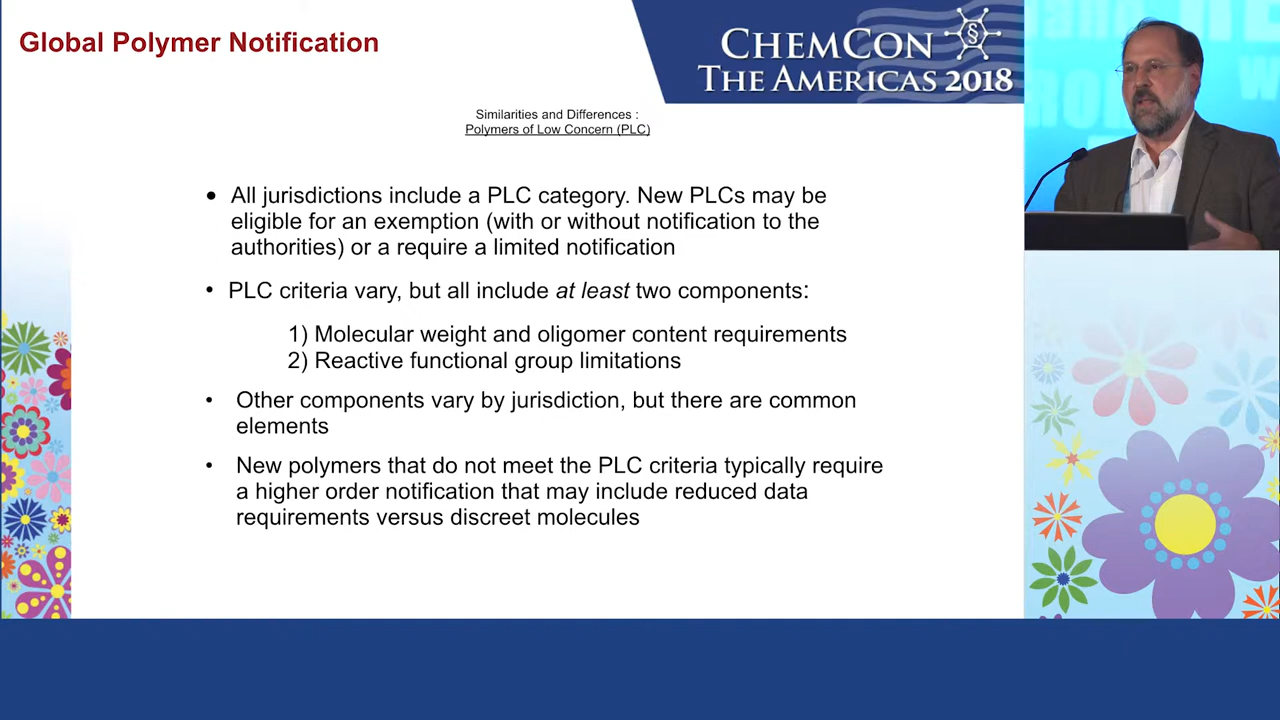 Global Polymer Notification
CHEMCON
THE AMERICAS 2018
§
Similarities and Differences :
Polymers of Low Concern (PLC)
• All jurisdictions include a PLC category. New PLCs may be
eligible for an exemption (with or without notification to the
authorities) or a require a limited notification
• PLC criteria vary, but all include at least two components:
1) Molecular weight and oligomer content requirements
2) Reactive functional group limitations
• Other components vary by jurisdiction, but there are common
elements
• New polymers that do not meet the PLC criteria typically require
a higher order notification that may include reduced data
requirements versus discreet molecules